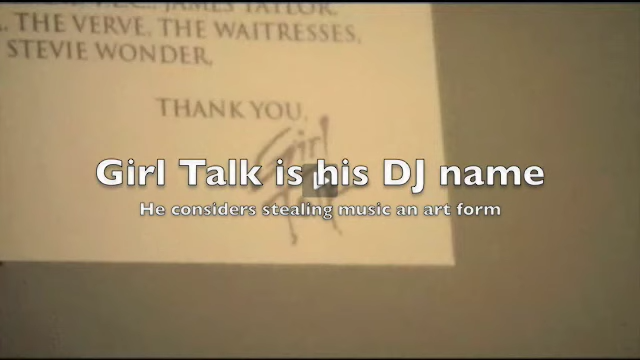 JAMES TAYLOR,
THE VERVE, THE WAITRESSES,
STEVIE WONDER,
THANK YOU,
Girl
Girl Talk is his DJ name
He considers stealing music an art form